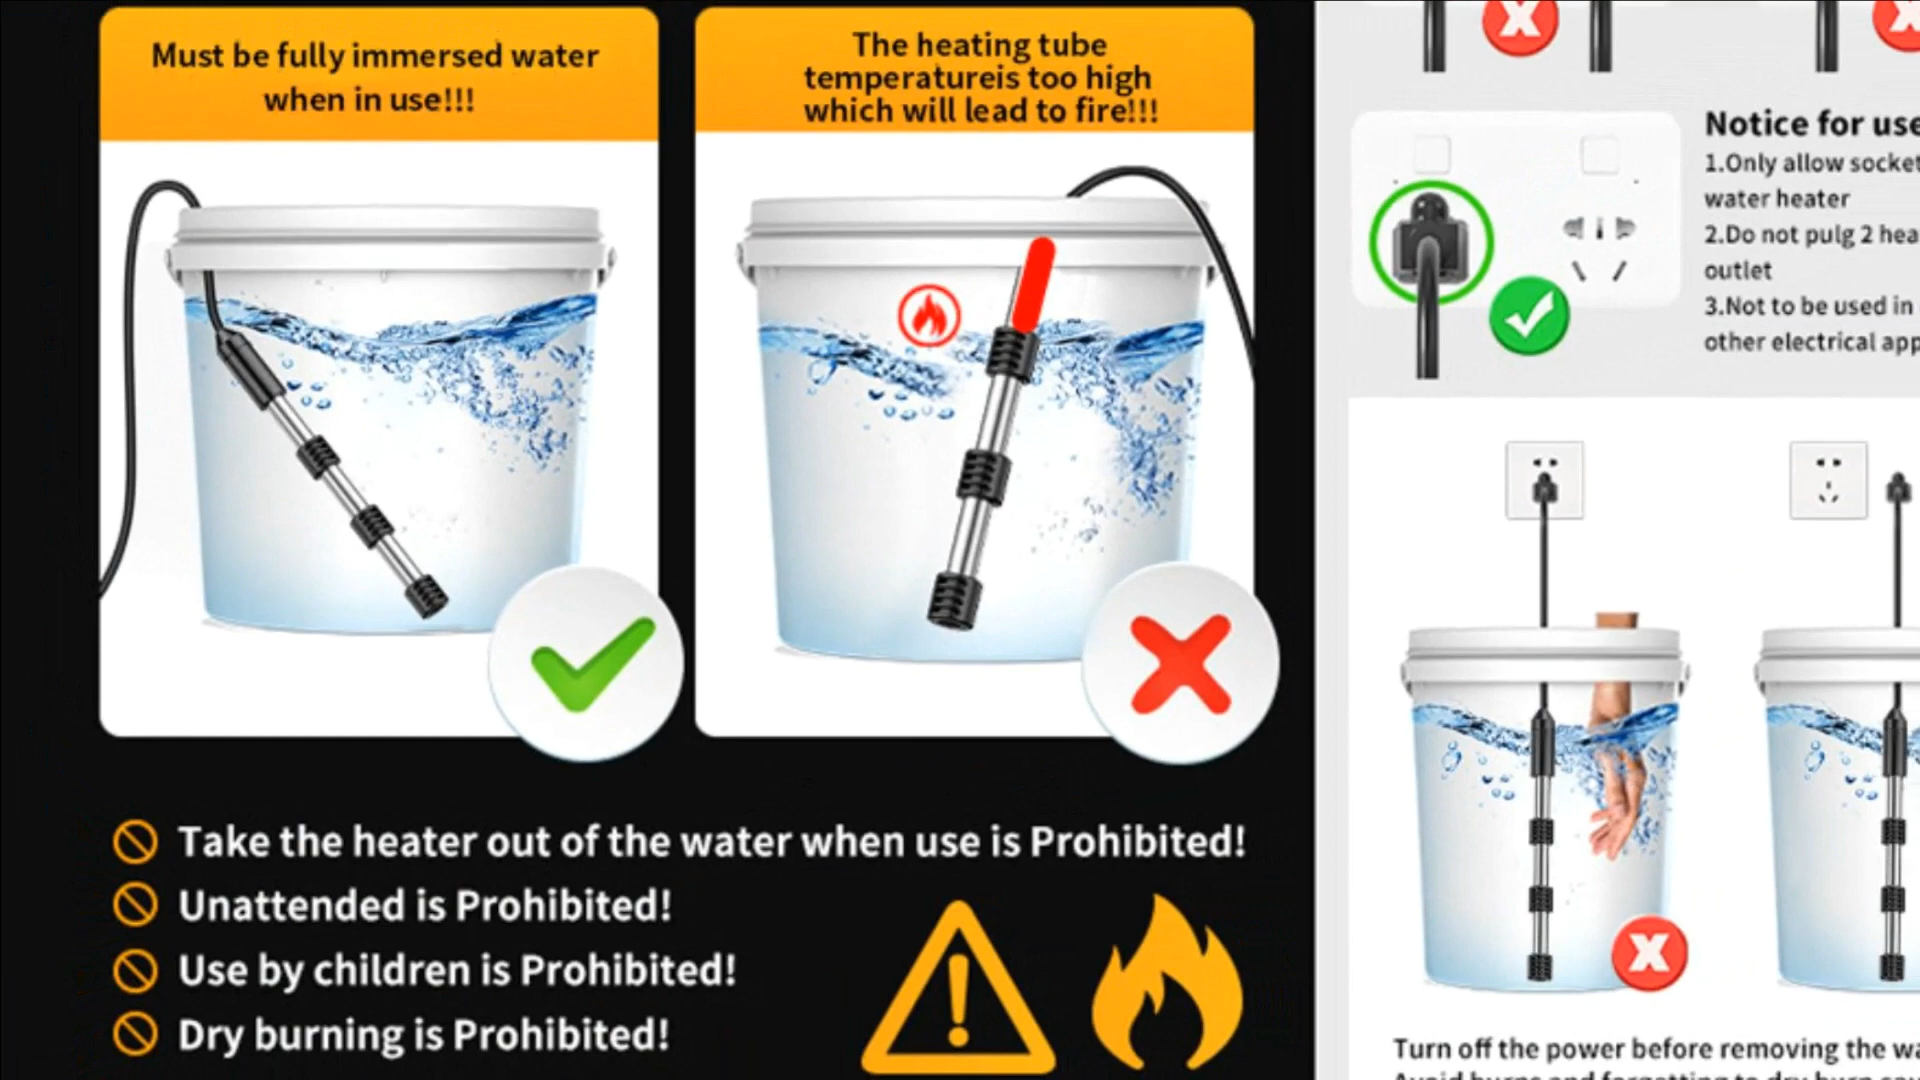 Must be fully immersed water
when in use!!!
The heating tube
temperatureis too high
which will lead to fire!!!
Take the heater out of the water when use is Prohibited!
Unattended is Prohibited!
Use by children is Prohibited!
Dry burning is Prohibited!
Notice for use
1.Only allow socket
water heater
2.Do not pulg 2 hea
outlet
3.Not to be used in
other electrical app
Turn off the power before removing the wa